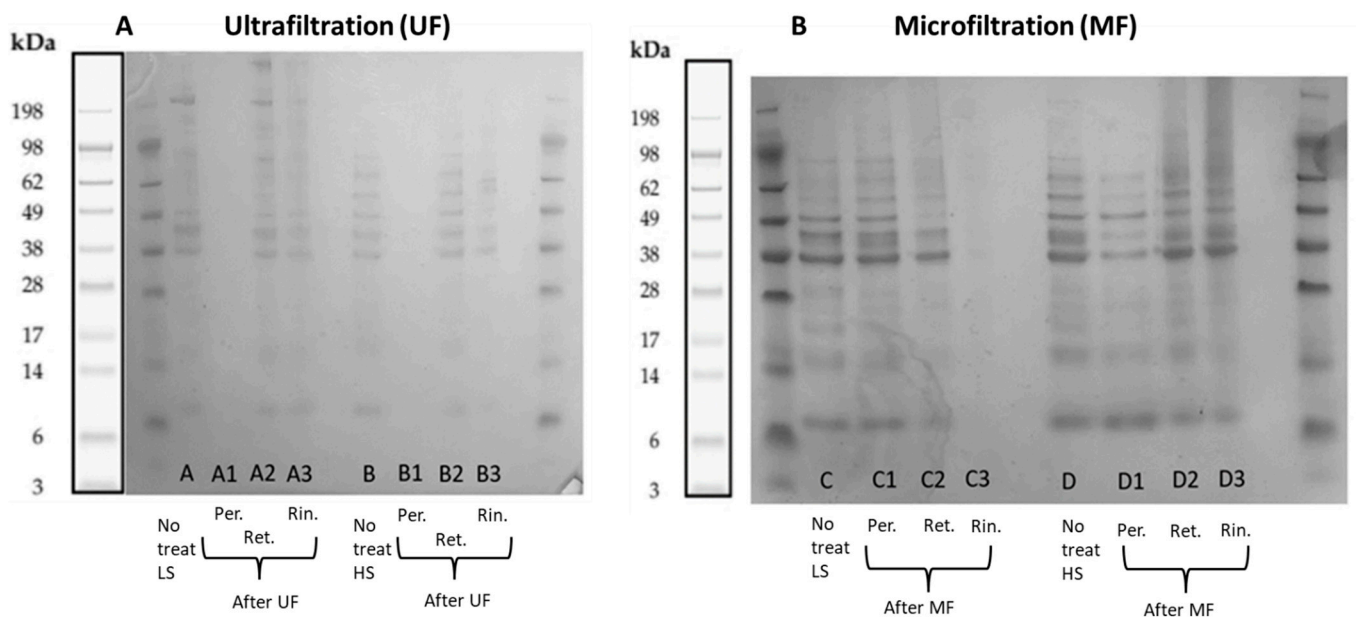 A Ultrafiltration (UF)
kDa
198
98
62
49
38
28
17
14
6
3
A A1 A2 A3 B B1 B2 B3
No treat LS
Per.
Ret.
Rin.
After UF
No treat HS
Per.
Ret.
Rin.
After UF
B Microfiltration (MF)
kDa
198
98
62
49
38
28
17
14
6
3
C C1 C2 C3 D D1 D2 D3
No
treat
LS
Per. Ret. Rin.
After MF
No
treat
HS
Per. Ret. Rin.
After MF